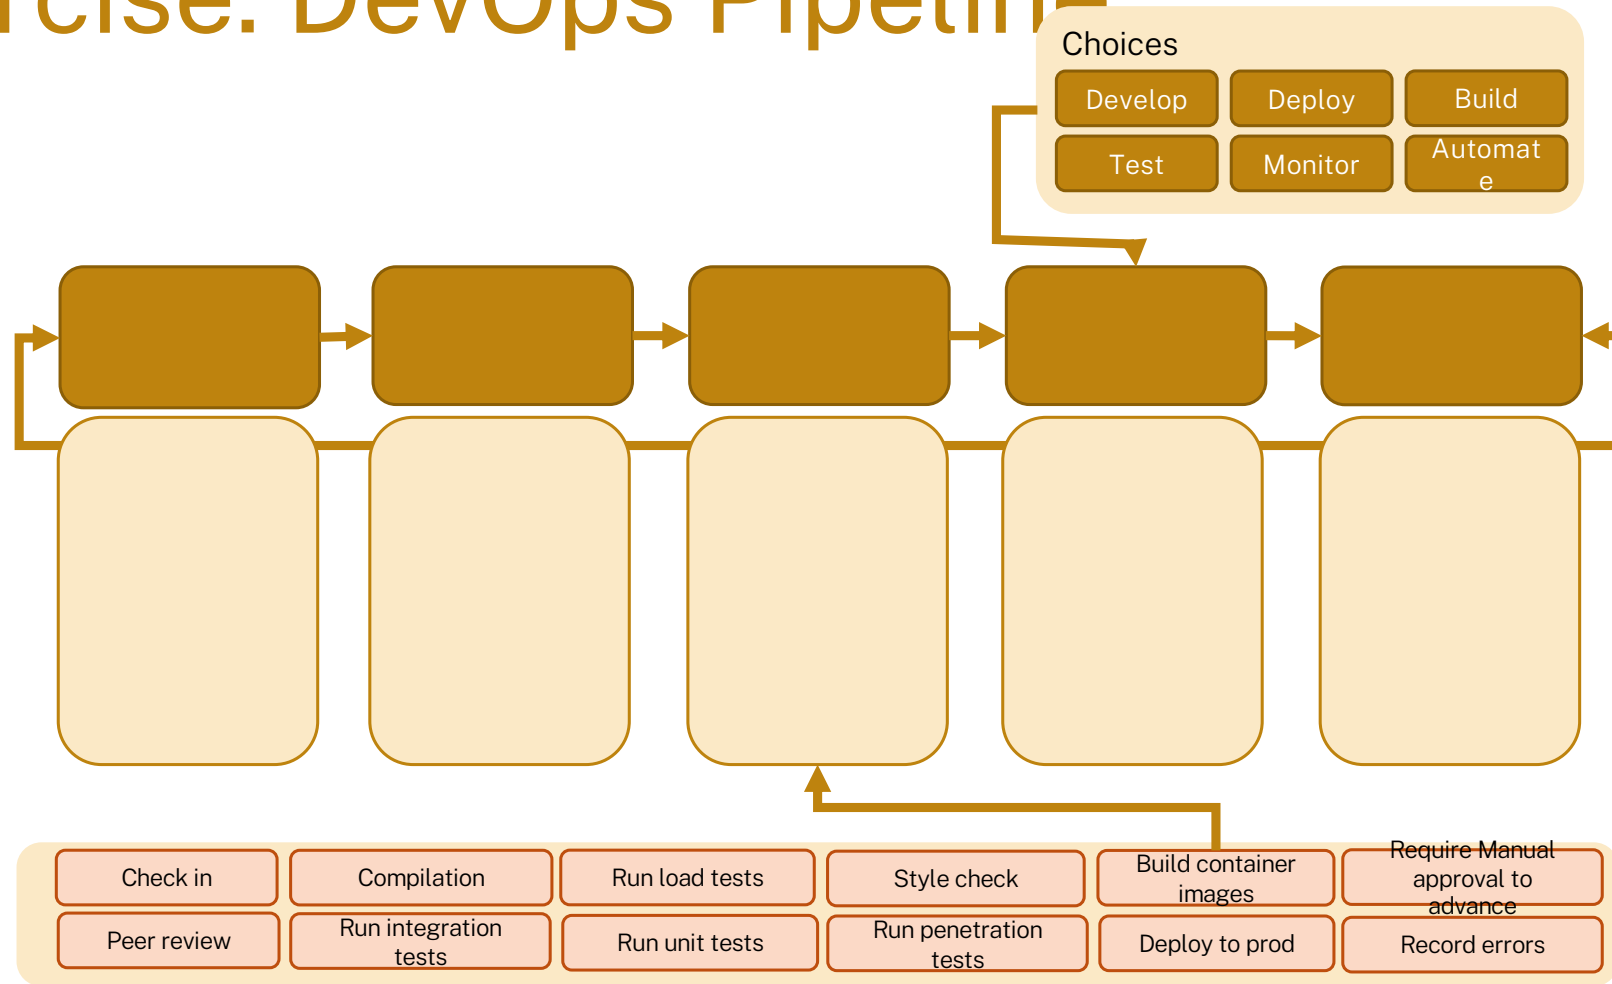 rcise: DevOps Pipeline
Choices
Develop
Deploy
Build
Test
Monitor
Automat
e
Check in
Compilation
Run load tests
Style check
Build container
images
Require Manual
approval to
advance
Peer review
Run integration
tests
Run unit tests
Run penetration
tests
Deploy to prod
Record errors